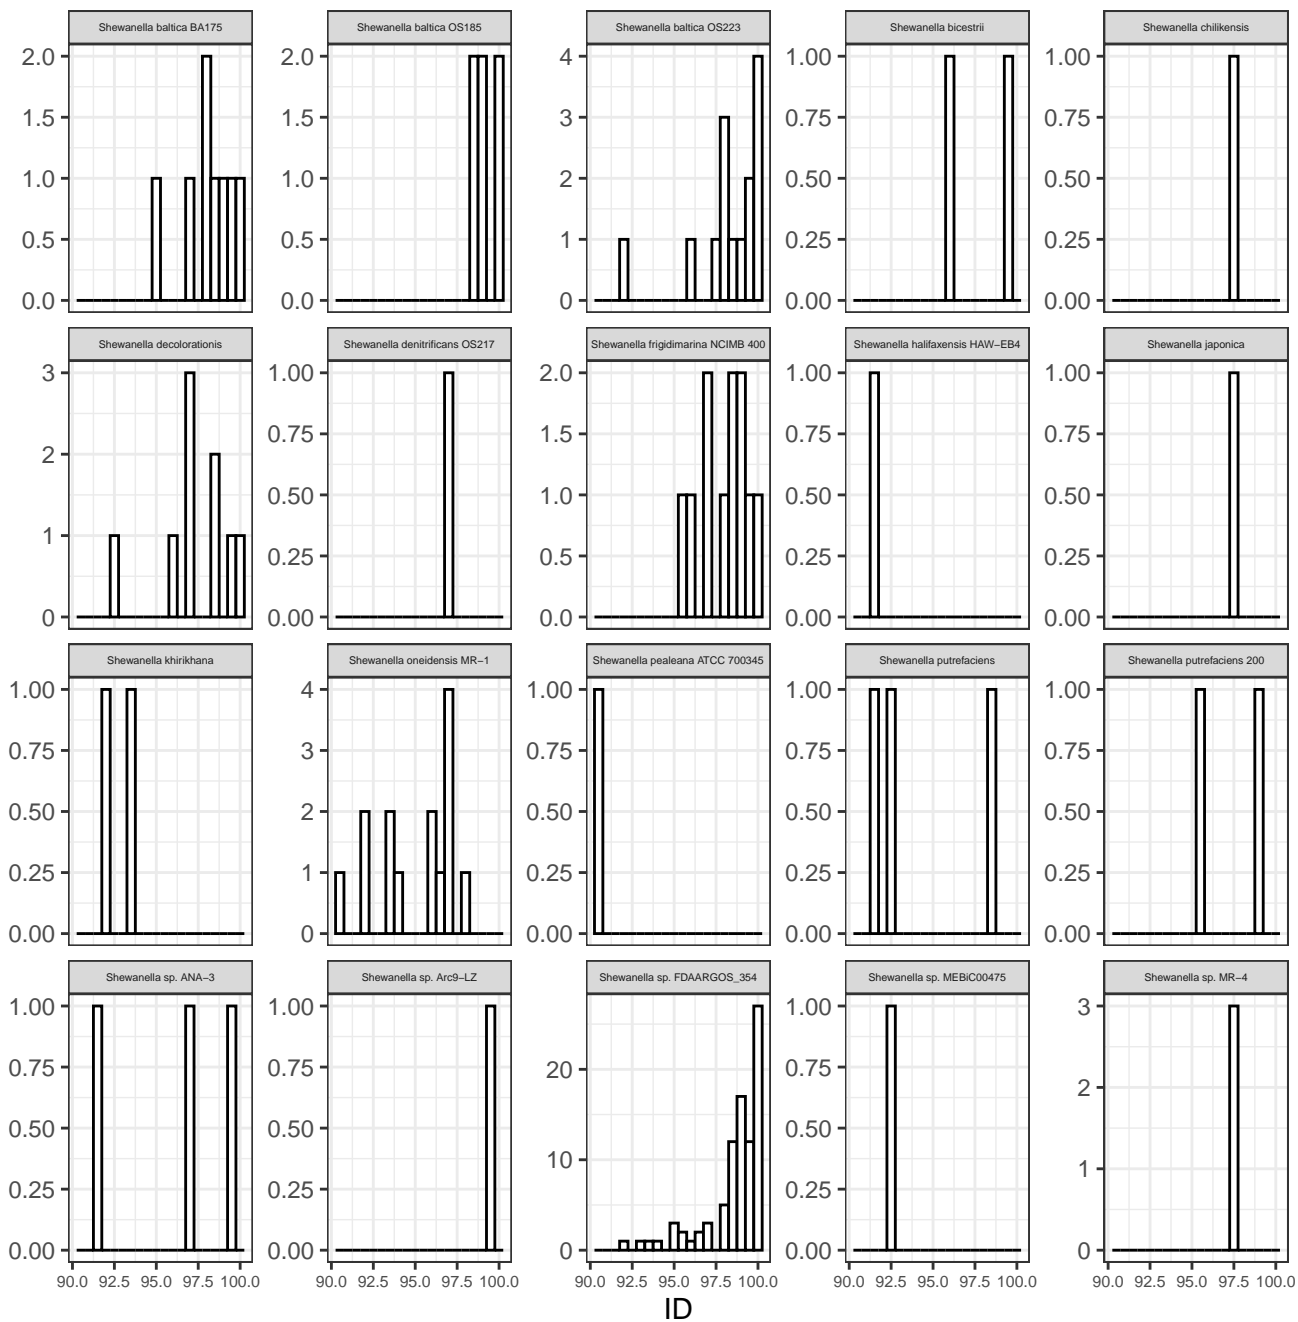 Shewanella baltica BA175 Shewanella baltica OS185 Shewanella baltica OS223 Shewanella bicestrii Shewanella chilikensis
2.0 2.0 4 1.00 1.00
1.5 1.5 3 0.75 0.75
1.0 1.0 2 0.50 0.50
0.5 0.5 1 0.25 0.25
0.0 0.0 0 0.00 0.00
Shewanella decolorationis Shewanella denitrificans OS217 Shewanella frigidimarina NCIMB 400 Shewanella halifaxensis HAW−EB4 Shewanella japonica
3 1.00 2.0 1.00 1.00
2 0.75 1.5 0.75 0.75
1 0.50 1.0 0.50 0.50
0 0.25 0.5 0.25 0.25
0.00 0.0 0.00 0.00
Shewanella khirikhana Shewanella oneidensis MR−1 Shewanella pealeana ATCC 700345 Shewanella putrefaciens Shewanella putrefaciens 200
1.00 4 1.00 1.00 1.00
0.75 3 0.75 0.75 0.75
0.50 2 0.50 0.50 0.50
0.25 1 0.25 0.25 0.25
0.00 0 0.00 0.00 0.00
Shewanella sp. ANA−3 Shewanella sp. Arc9−LZ Shewanella sp. FDAARGOS_354 Shewanella sp. MEBiC00475 Shewanella sp. MR−4
1.00 1.00 20 1.00 3
0.75 0.75 10 0.75 2
0.50 0.50 0 0.50 1
0.25 0.25 0.25 0
0.00 0.00 0.00
90.0 92.5 95.0 97.5 100.0 90.0 92.5 95.0 97.5 100.0 90.0 92.5 95.0 97.5 100.0 90.0 92.5 95.0 97.5 100.0 90.0 92.5 95.0 97.5 100.0
ID